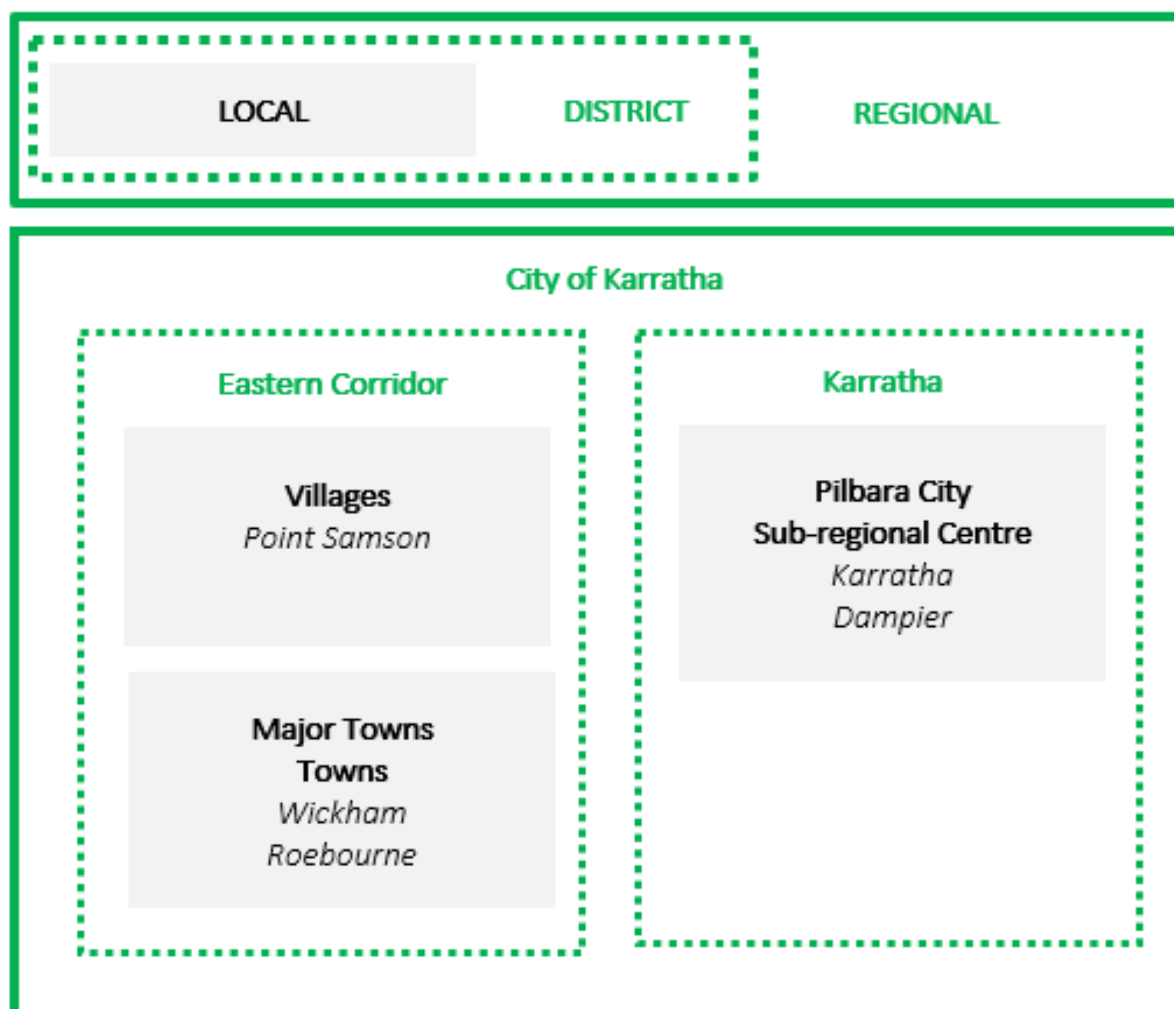 LOCAL
DISTRICT
REGIONAL
City of Karratha
Eastern Corridor
Villages
Point Samson
Major Towns
Towns
Wickham
Roebourne
Karratha
Pilbara City
Sub-regional Centre
Karratha
Dampier